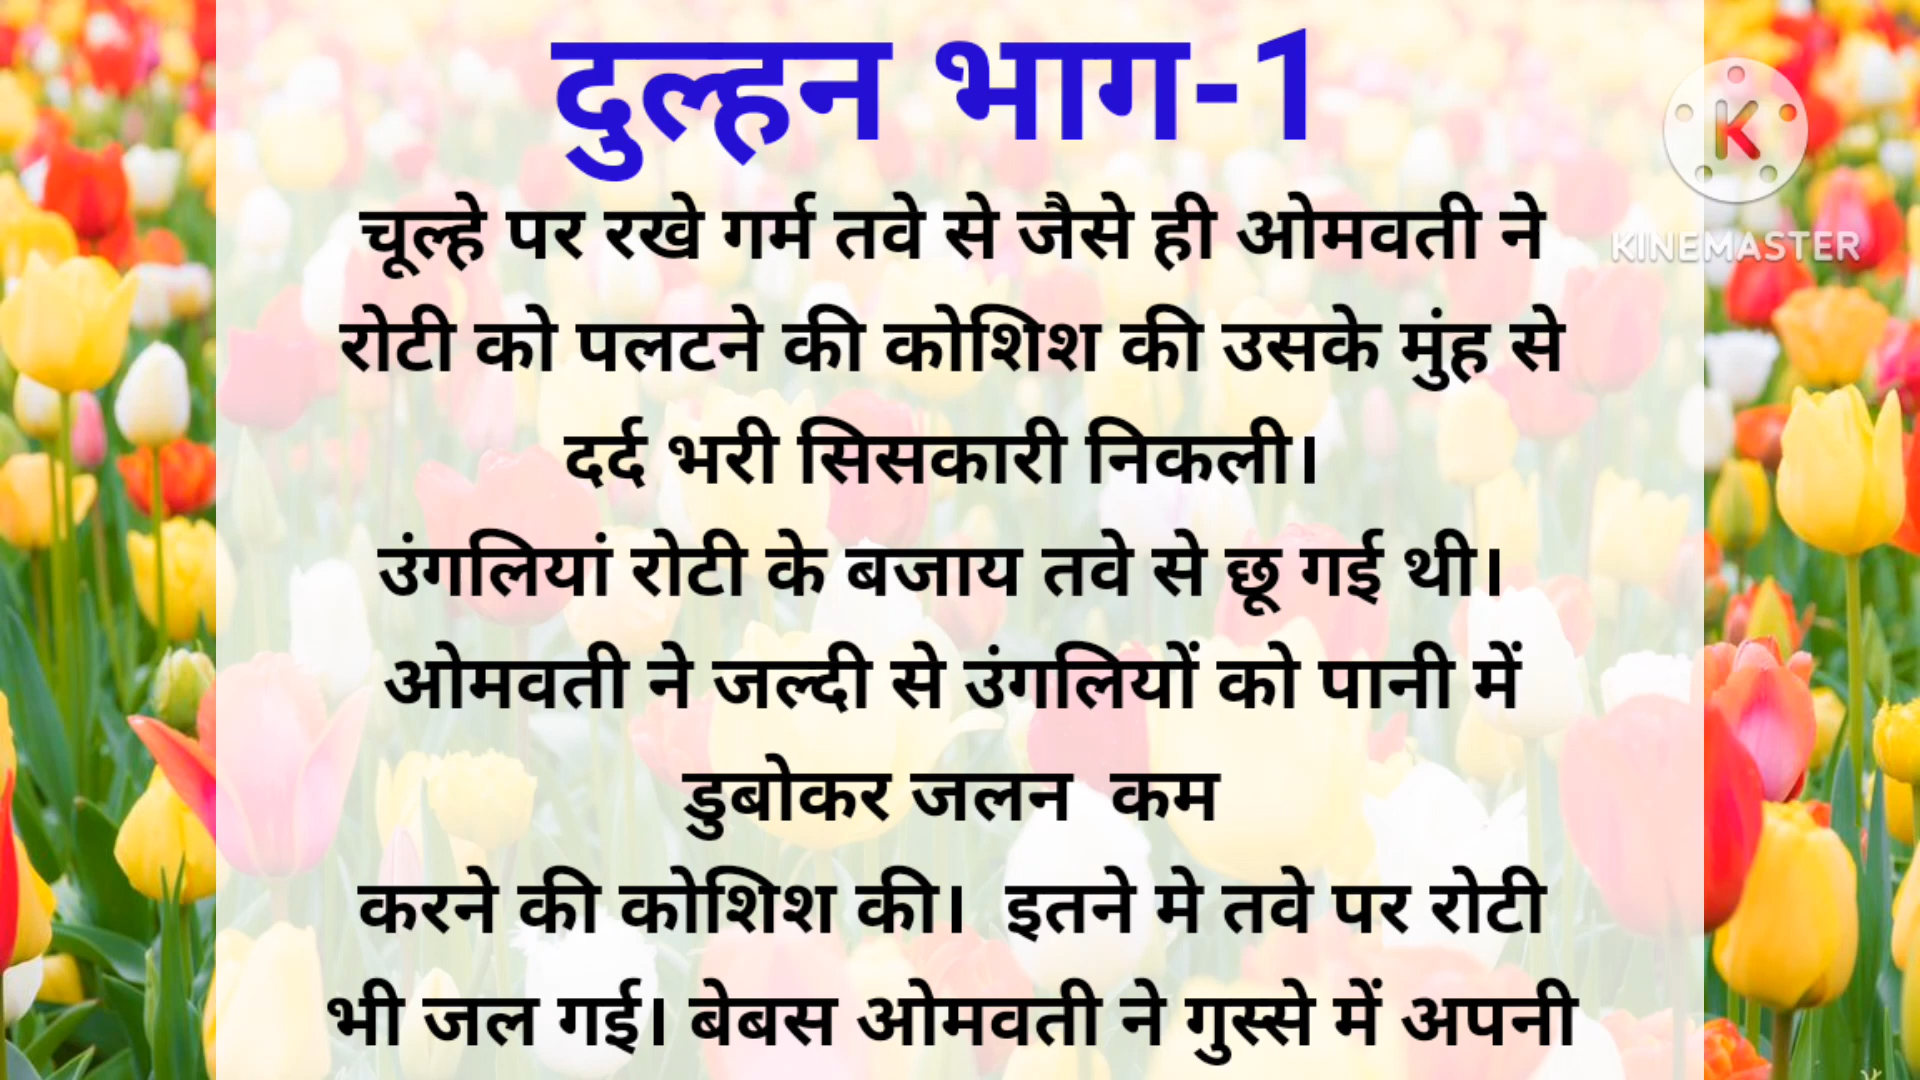 दुल्हन भाग-1
चूल्हे पर रखे गर्म तवे से जैसे ही ओमवती ने
रोटी को पलटने की कोशिश की उसके मुंह से
दर्द भरी सिसकारी निकली।
उंगलियां रोटी के बजाय तवे से छू गई थी।
ओमवती ने जल्दी से उंगलियों को पानी में
डुबोकर जलन  कम
करने की कोशिश की।  इतने मे तवे पर रोटी
भी जल गई। बेबस ओमवती ने गुस्से में अपनी
K
KINEMASTER